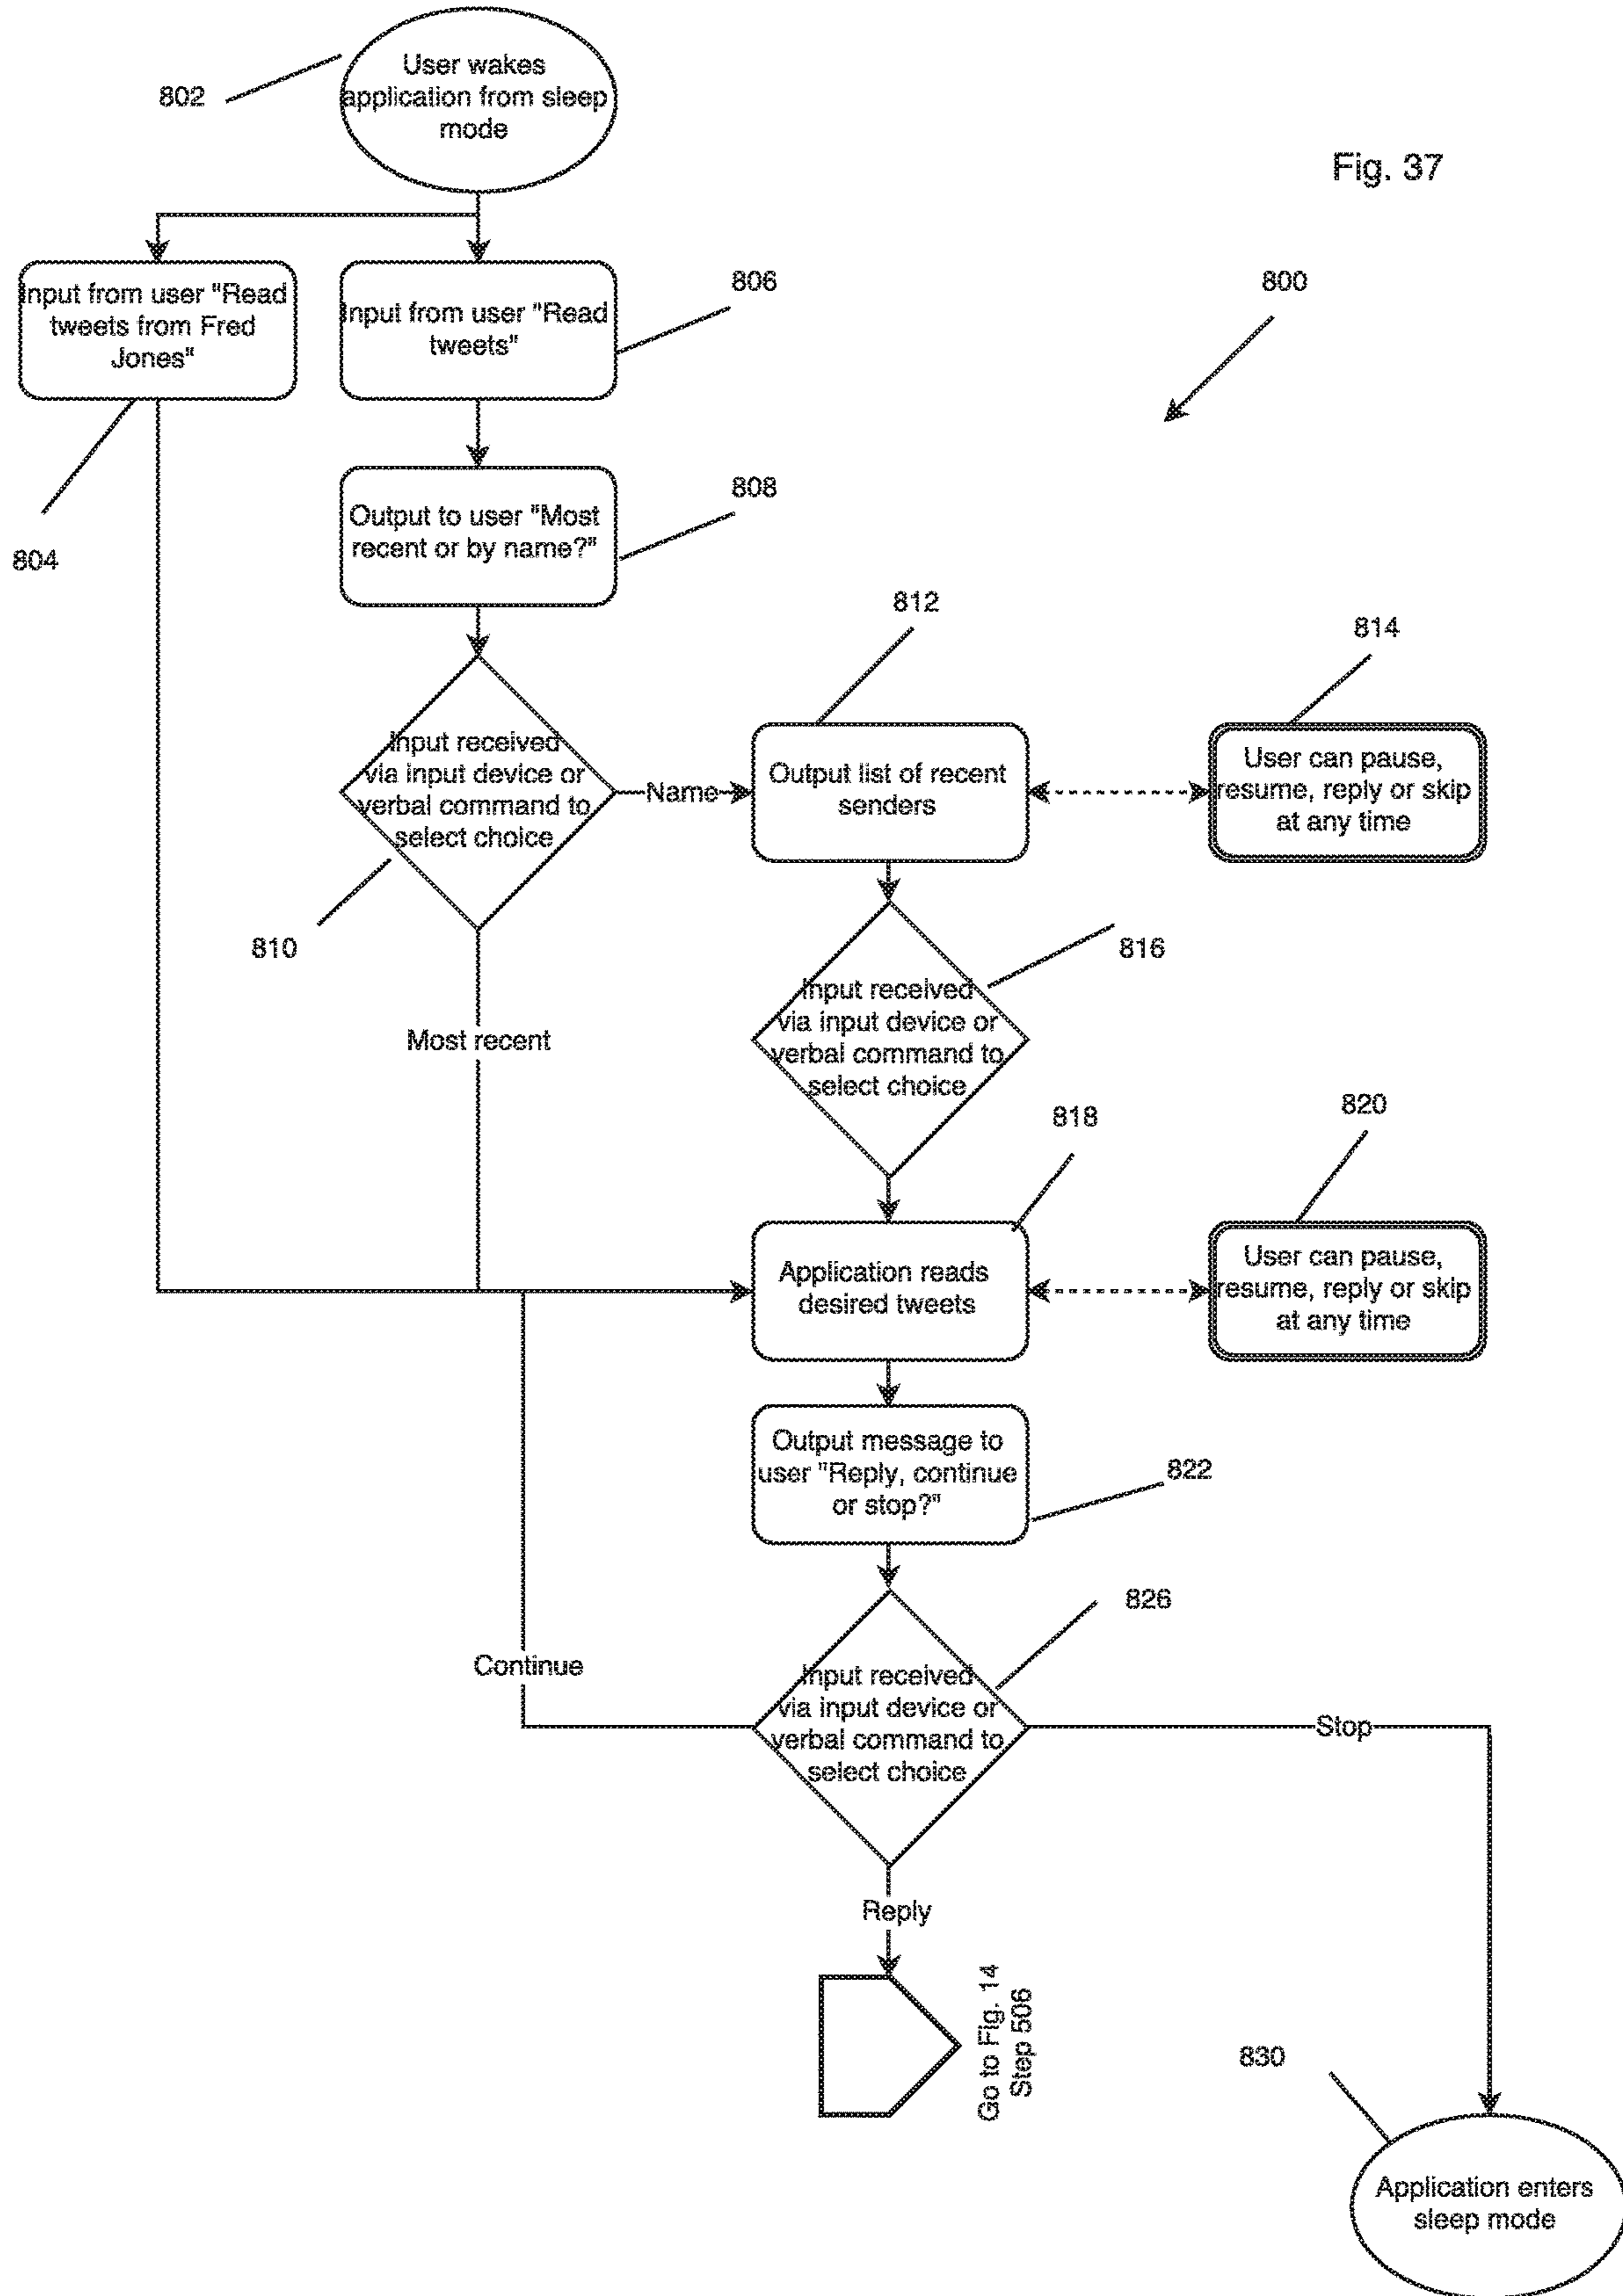 802
User wakes
application from sleep
mode
Fig. 37
Input from user "Read
tweets from Fred
Jones"
804
Input from user "Read
tweets"
806
800
Output to user "Most
recent or by name?"
808
Input received
via input device or
verbal command to
select choice
810
Name
Most recent
812
Output list of recent
senders
814
User can pause,
resume, reply or skip
at any time
816
Input received
via input device or
verbal command to
select choice
818
Application reads
desired tweets
820
User can pause,
resume, reply or skip
at any time
Output message to
user "Reply, continue
or stop?"
822
826
Input received
via input device or
verbal command to
select choice
Continue
Stop
Reply
Go to Fig. 14
Step 506
830
Application enters
sleep mode